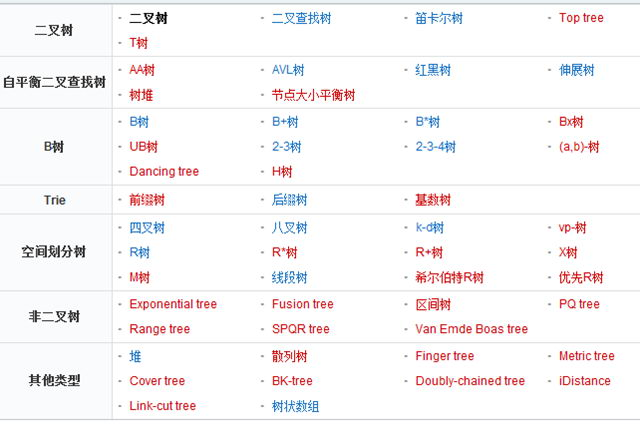 二叉树 二叉树 二叉查找树 笛卡尔树 Top tree
T树
自平衡二叉查找树 AA树 AVL树 红黑树 伸展树
树堆 节点大小平衡树
B树 B树 B+树 B*树 Bx树
UB树 2-3树 2-3-4树 (a,b)-树
Dancing tree H树
Trie 前缀树 后缀树 基数树
空间划分树 四叉树 八叉树 k-d树 vp-树
R树 R*树 R+树 X树
M树 线段树 希尔伯特R树 优先R树
非二叉树 Exponential tree Fusion tree 区间树 PQ tree
Range tree SPQR tree Van Emde Boas tree
其他类型 堆 散列树 Finger tree Metric tree
Cover tree BK-tree Doubly-chained tree iDistance
Link-cut tree 树状数组